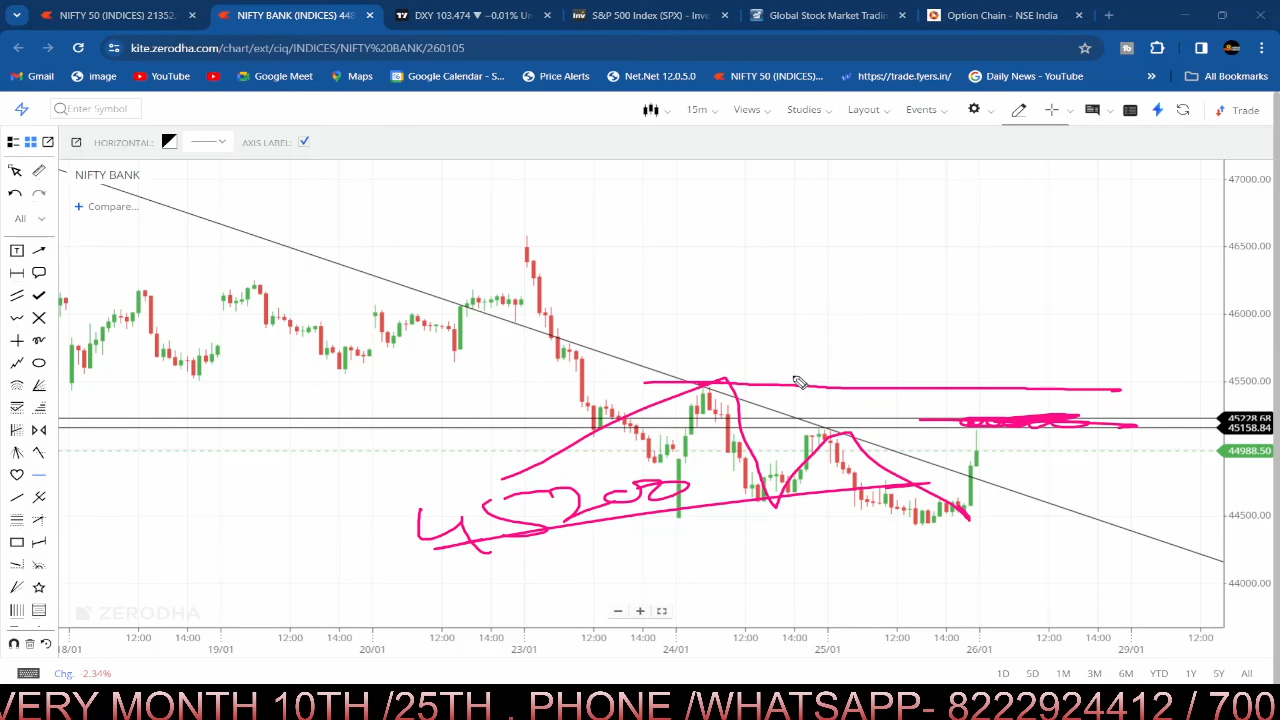 NIFTY 50 (INDICES) 21352.
NIFTY BANK (INDICES) 448
DXY 103.474 ▼ −0.01% Un
S&P 500 Index (SPX) - Inve
Global Stock Market Tradin
Option Chain - NSE India
kite.zerodha.com/chart/ext/ciq/INDICES/NIFTY%20BANK/260105
Gmail
image
YouTube
Google Meet
Maps
Google Calendar - S...
Price Alerts
Net.Net 12.0.5.0
NIFTY 50 (INDICES)...
https://trade.fyers.in/
Daily News - YouTube
All Bookmarks
Enter Symbol
15m
Views
Studies
Layout
Events
Trade
HORIZONTAL:
AXIS LABEL:
NIFTY BANK
+ Compare...
All
47000.00
46500.00
46000.00
45500.00
45228.68
45158.84
44988.50
44500.00
44000.00
45200
ZERODHA
12:00 14:00 12:00 14:00 12:00 14:00 12:00 14:00 12:00 14:00 12:00 14:00 12:00 14:00 12:00
18/01 19/01 20/01 23/01 24/01 25/01 26/01 29/01
Chg. -2.34%
1D 5D 1M 3M 6M YTD 1Y 5Y All
VERY MONTH 10TH /25TH . PHONE /WHATSAPP- 8222924412 / 700